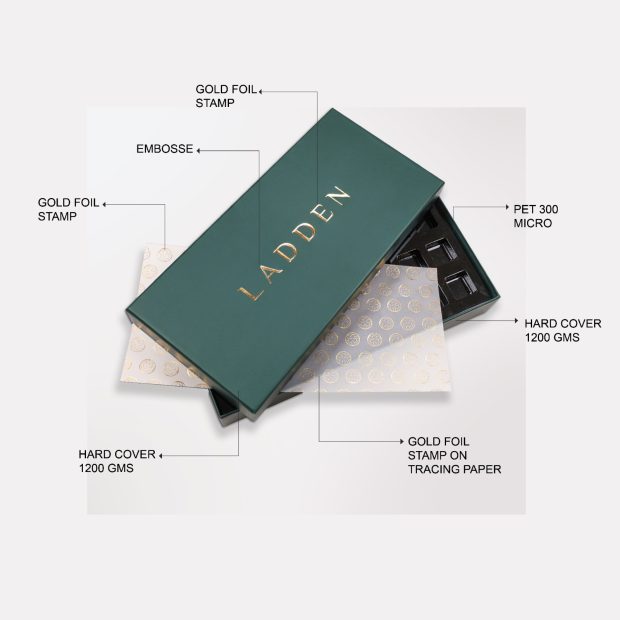 GOLD FOIL
STAMP
EMBOSSE
GOLD FOIL
STAMP
LADDEN
PET 300
MICRO
HARD COVER
1200 GMS
HARD COVER
1200 GMS
GOLD FOIL
STAMP ON
TRACING PAPER